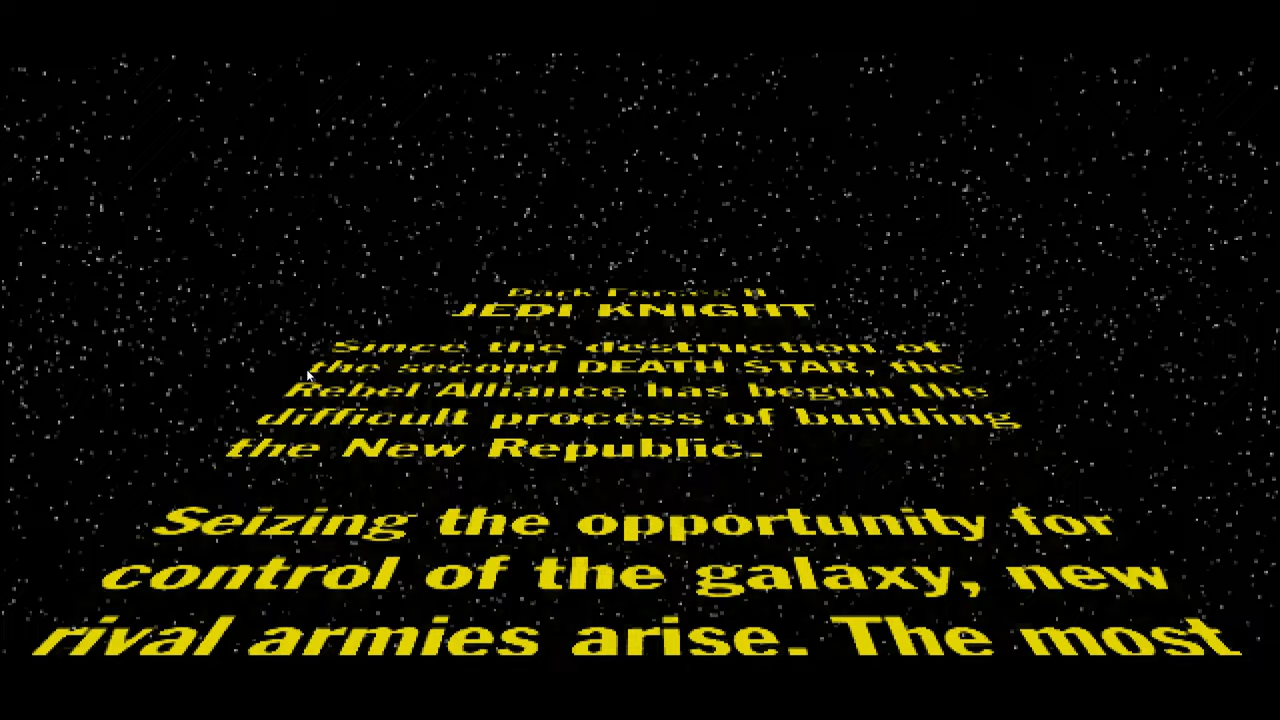 Dark Forces II
JEDI KNIGHT
Since the destruction of
the second DEATH STAR, the
Rebel Alliance has begun the
difficult process of building
the New Republic.
Seizing the opportunity for
control of the galaxy, new
rival armies arise. The most